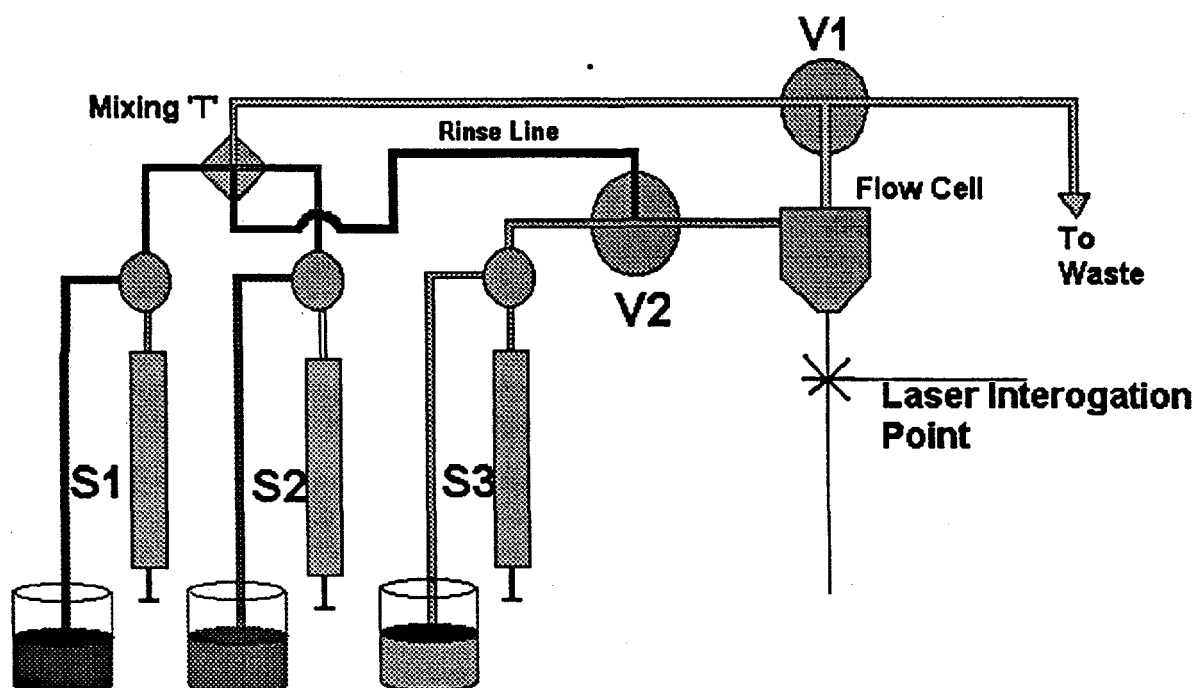 V1
Mixing 'T'
Rinse Line
Flow Cell
To
Waste
V2
Laser Interogation
Point
S1
S2
S3